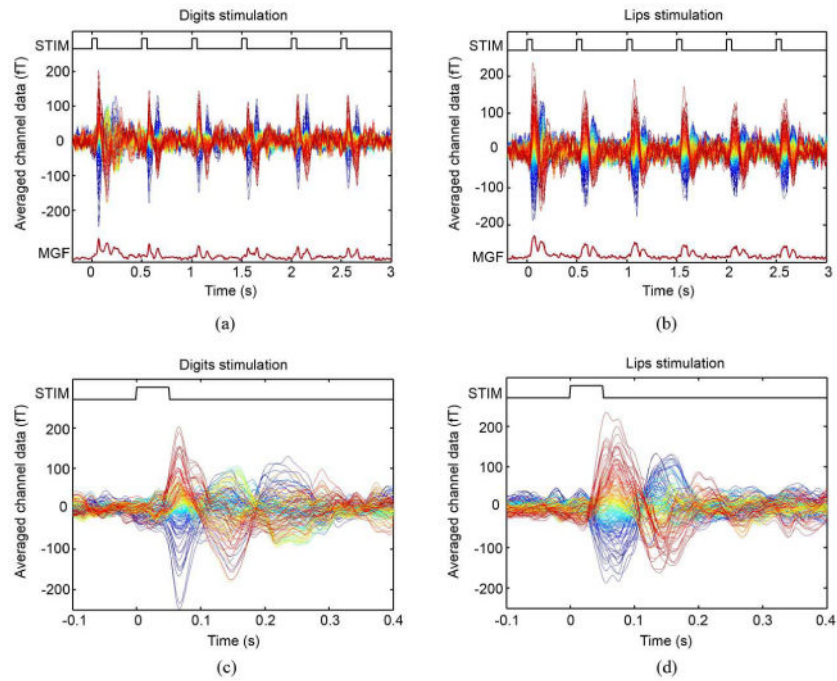 Digits stimulation
STIM
200
100
0
-100
-200
MGF
Averaged channel data (fT)
0 0.5 1 1.5 2 2.5 3
Time (s)
(a)
Lips stimulation
STIM
200
100
0
-100
-200
MGF
Averaged channel data (fT)
0 0.5 1.0 1.5 2 2.5 3
Time (s)
(b)
Digits stimulation
STIM
200
100
0
-100
-200
Averaged channel data (fT)
-0.1 0 0.1 0.2 0.3 0.4
Time (s)
(c)
Lips stimulation
STIM
200
100
0
-100
-200
Averaged channel data (fT)
-0.1 0 0.1 0.2 0.3 0.4
Time (s)
(d)